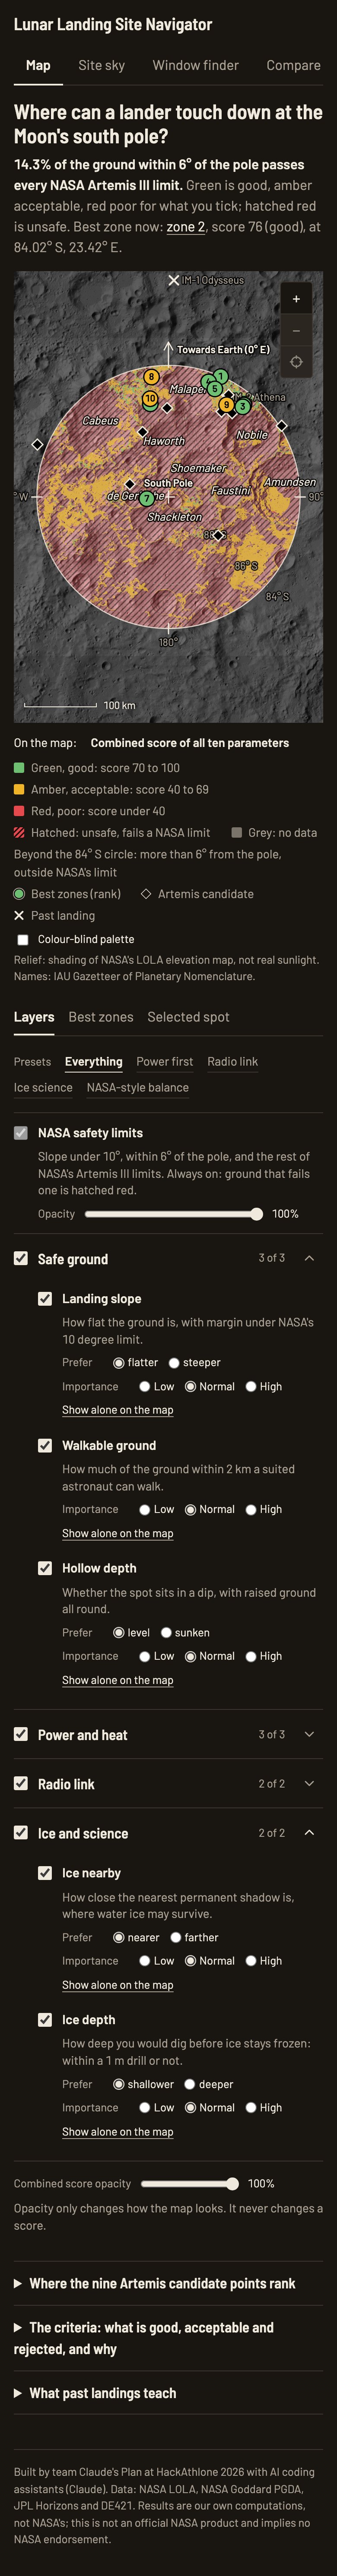 Lunar Landing Site Navigator
Map Site sky Window finder Compare
Where can a lander touch down at the
Moon's south pole?
14.3% of the ground within 6° of the pole passes
every NASA Artemis III limit. Green is good, amber
acceptable, red poor for what you tick; hatched red
is unsafe. Best zone now: zone 2, score 76 (good), at
84.02° S, 23.42° E.
IM-1 Odysseus
+
−
Towards Earth (0° E)
8
1
5
Malapert
Athena
10
9
3
Cabeus
Haworth
Nobile
Shoemaker
South Pole
Amundsen
Faustini
7
° W
90°
Shackleton
86° S
84° S
180°
100 km
On the map: Combined score of all ten parameters
Green, good: score 70 to 100
Amber, acceptable: score 40 to 69
Red, poor: score under 40
Hatched: unsafe, fails a NASA limit Grey: no data
Beyond the 84° S circle: more than 6° from the pole,
outside NASA's limit
Best zones (rank) Artemis candidate
Past landing
Colour-blind palette
Relief: shading of NASA's LOLA elevation map, not real sunlight.
Names: IAU Gazetteer of Planetary Nomenclature.
Layers Best zones Selected spot
Presets Everything Power first Radio link
Ice science NASA-style balance
NASA safety limits
Slope under 10°, within 6° of the pole, and the rest of
NASA's Artemis III limits. Always on: ground that fails
one is hatched red.
Opacity 100%
Safe ground 3 of 3
Landing slope
How flat the ground is, with margin under NASA's
10 degree limit.
Prefer flatter steeper
Importance Low Normal High
Show alone on the map
Walkable ground
How much of the ground within 2 km a suited
astronaut can walk.
Importance Low Normal High
Show alone on the map
Hollow depth
Whether the spot sits in a dip, with raised ground
all round.
Prefer level sunken
Importance Low Normal High
Show alone on the map
Power and heat 3 of 3
Radio link 2 of 2
Ice and science 2 of 2
Ice nearby
How close the nearest permanent shadow is,
where water ice may survive.
Prefer nearer farther
Importance Low Normal High
Show alone on the map
Ice depth
How deep you would dig before ice stays frozen:
within a 1 m drill or not.
Prefer shallower deeper
Importance Low Normal High
Show alone on the map
Combined score opacity 100%
Opacity only changes how the map looks. It never changes a
score.
Where the nine Artemis candidate points rank
The criteria: what is good, acceptable and
rejected, and why
What past landings teach
Built by team Claude's Plan at HackAthlone 2026 with AI coding
assistants (Claude). Data: NASA LOLA, NASA Goddard PGDA,
JPL Horizons and DE421. Results are our own computations,
not NASA's; this is not an official NASA product and implies no
NASA endorsement.